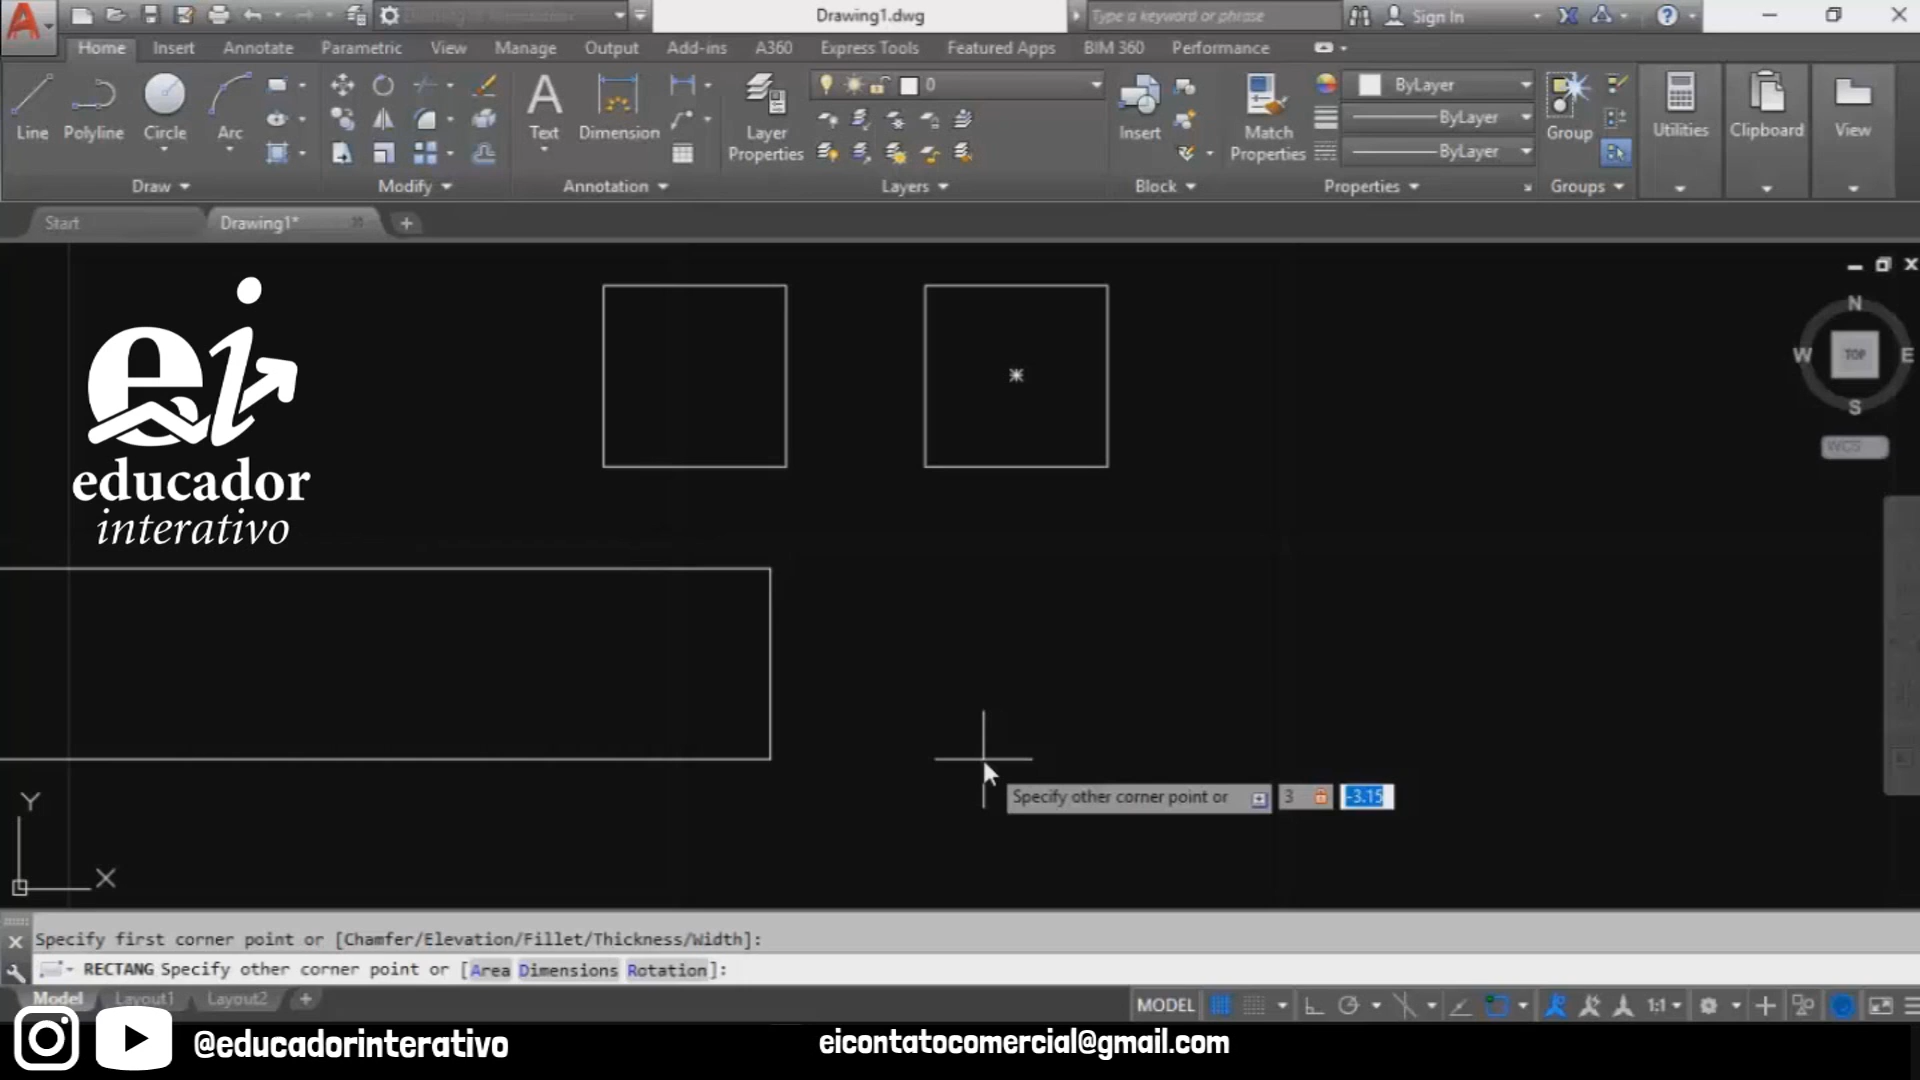 Drawing1.dwg
Type a keyword or phrase
Sign In
Home Insert Annotate Parametric View Manage Output Add-ins A360 Express Tools Featured Apps BIM 360 Performance
0
ByLayer
ByLayer
ByLayer
Line Polyline Circle Arc
Text Dimension
Layer Properties
Insert
Match Properties
Group
Utilities
Clipboard
View
Draw Modify Annotation Layers Block Properties Groups
Start Drawing1* +
N
W TOP E
S
WCS
ei
educador
interativo
Specify other corner point or 3 -3.15
Y
X
Specify first corner point or [Chamfer/Elevation/Fillet/Thickness/Width]:
RECTANG Specify other corner point or [Area Dimensions Rotation]:
Model Layout1 Layout2 +
MODEL 1:1
@educadorinterativo
eicontatocomercial@gmail.com